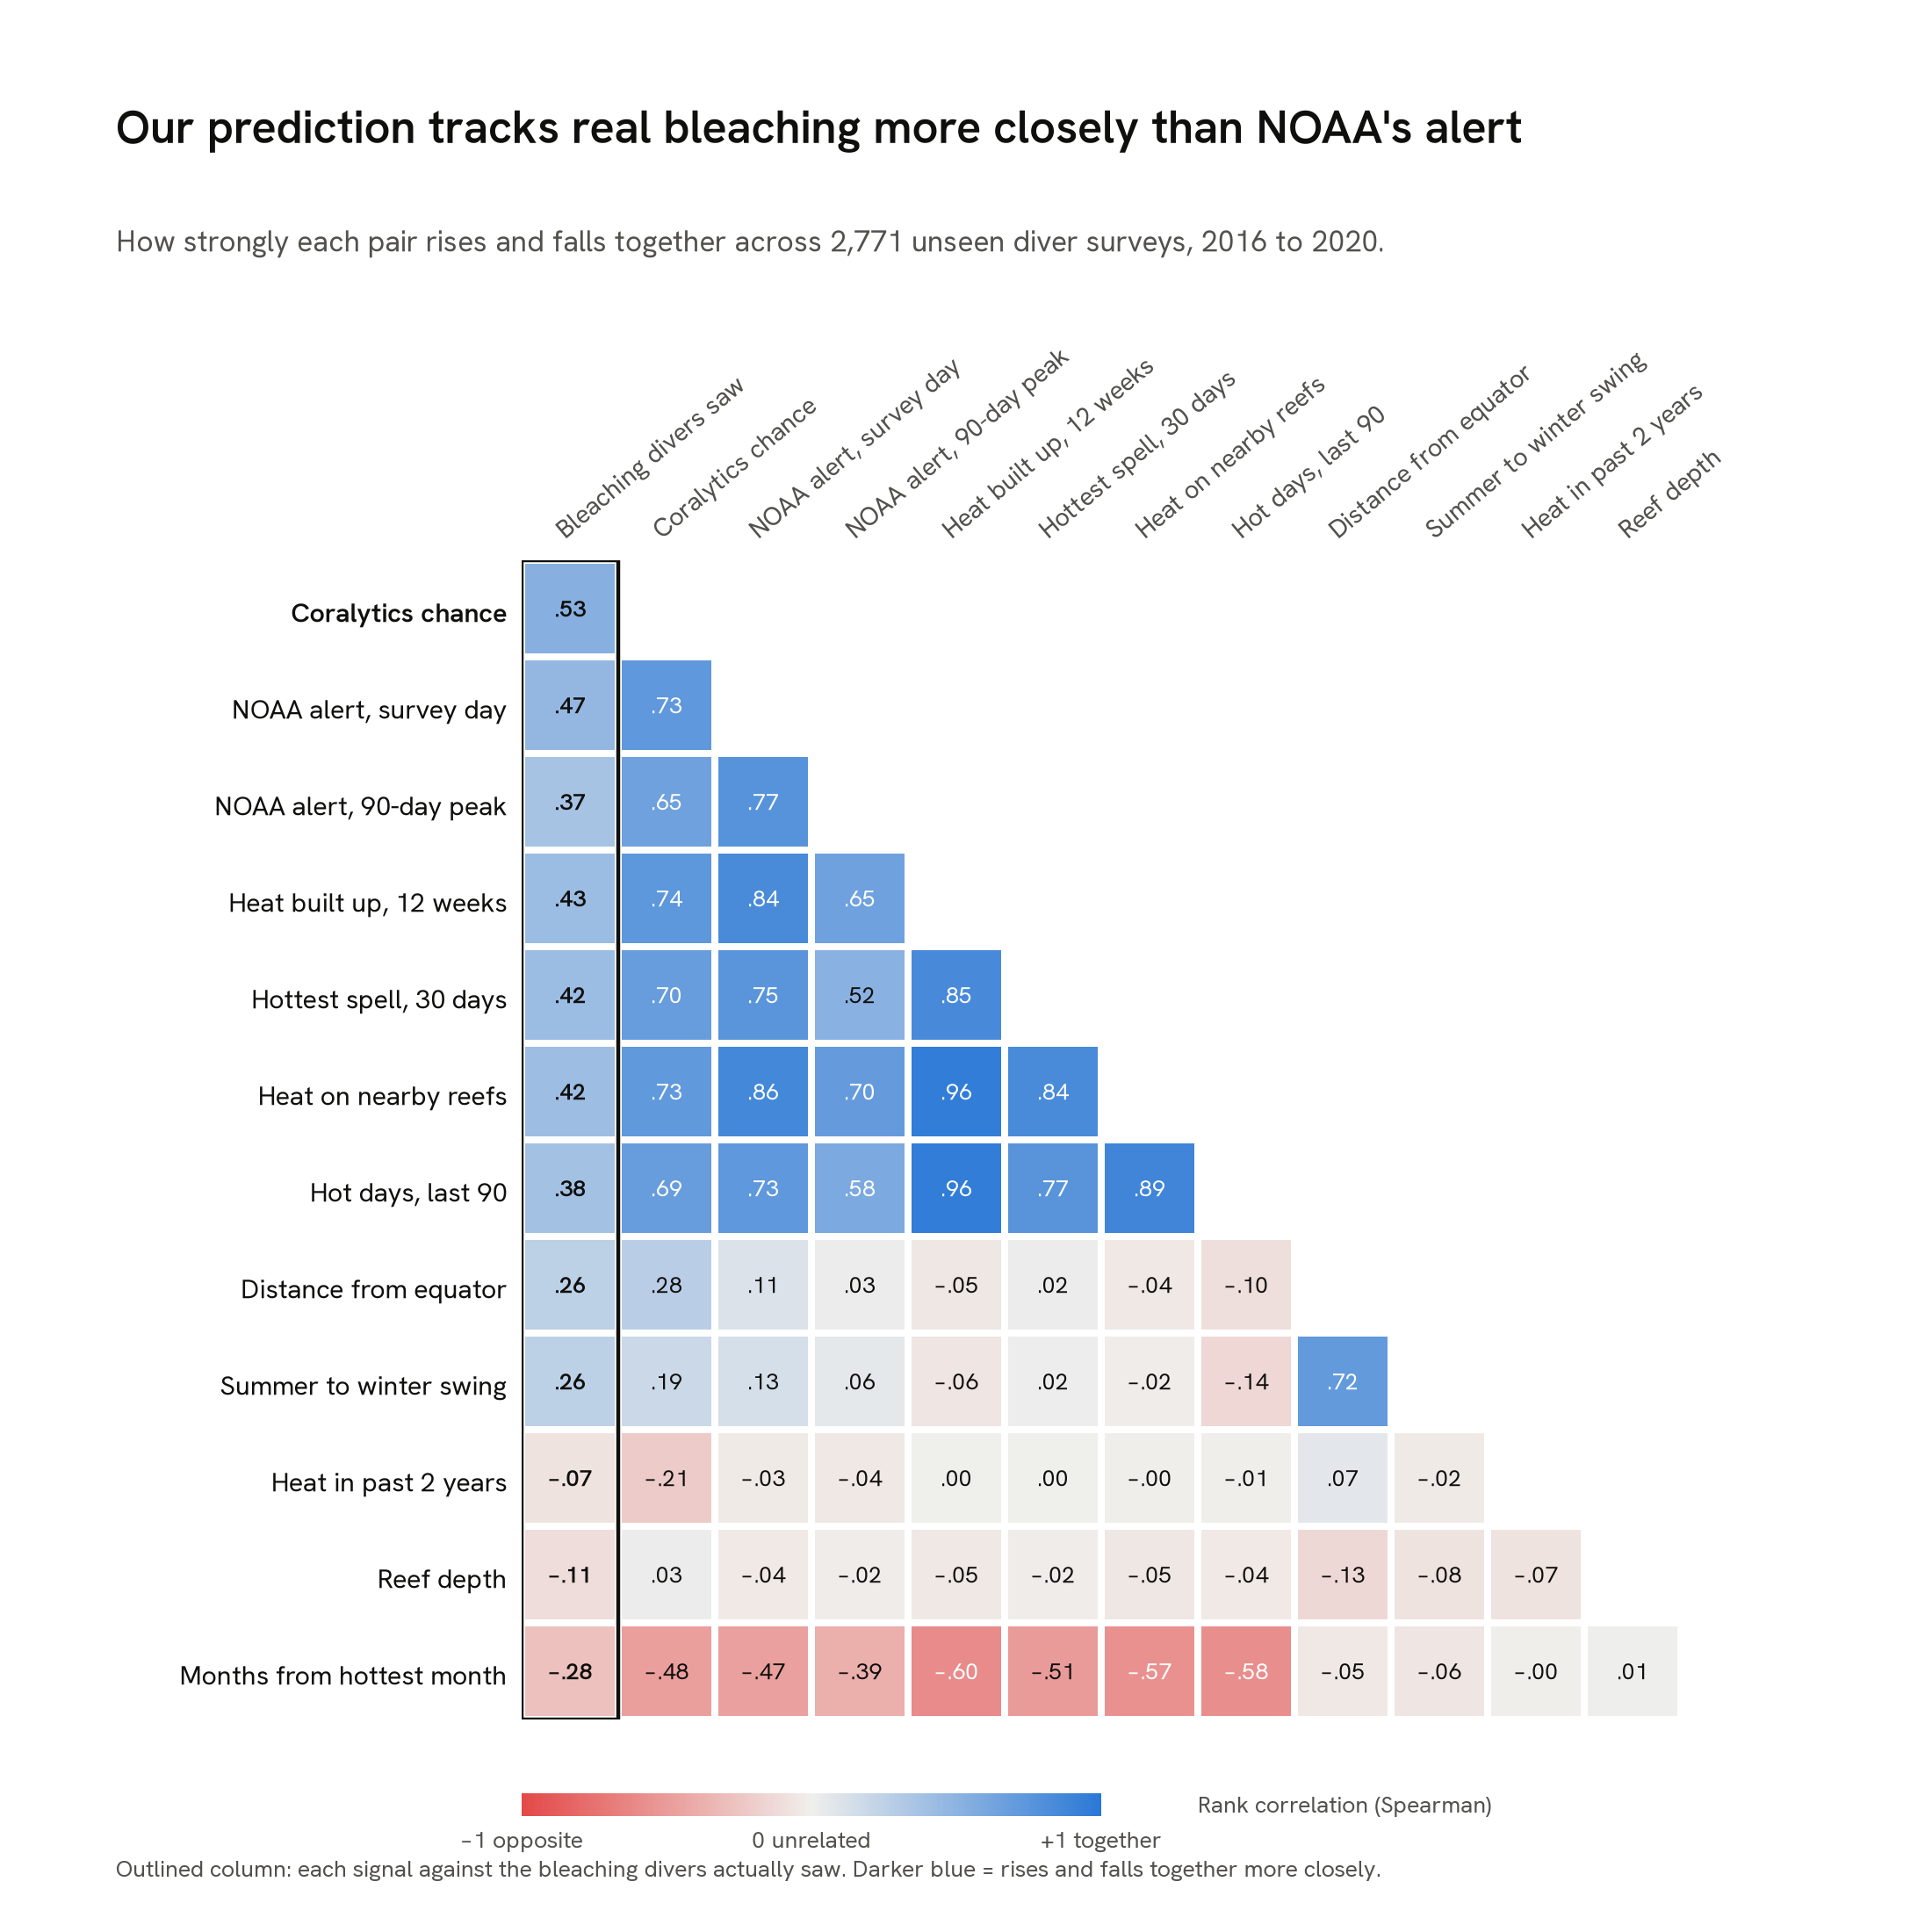 Our prediction tracks real bleaching more closely than NOAA's alert
How strongly each pair rises and falls together across 2,771 unseen diver surveys, 2016 to 2020.
Bleaching divers saw
Coralytics chance
NOAA alert, survey day
NOAA alert, 90-day peak
Heat built up, 12 weeks
Hottest spell, 30 days
Heat on nearby reefs
Hot days, last 90
Distance from equator
Summer to winter swing
Heat in past 2 years
Reef depth
Coralytics chance .53
NOAA alert, survey day .47 .73
NOAA alert, 90-day peak .37 .65 .77
Heat built up, 12 weeks .43 .74 .84 .65
Hottest spell, 30 days .42 .70 .75 .52 .85
Heat on nearby reefs .42 .73 .86 .70 .96 .84
Hot days, last 90 .38 .69 .73 .58 .96 .77 .89
Distance from equator .26 .28 .11 .03 −.05 .02 −.04 −.10
Summer to winter swing .26 .19 .13 .06 −.06 .02 −.02 −.14 .72
Heat in past 2 years −.07 −.21 −.03 −.04 .00 .00 −.00 −.01 .07 −.02
Reef depth −.11 .03 −.04 −.02 −.05 −.02 −.05 −.04 −.13 −.08 −.07
Months from hottest month −.28 −.48 −.47 −.39 −.60 −.51 −.57 −.58 −.05 −.06 −.00 .01
Rank correlation (Spearman)
−1 opposite 0 unrelated +1 together
Outlined column: each signal against the bleaching divers actually saw. Darker blue = rises and falls together more closely.